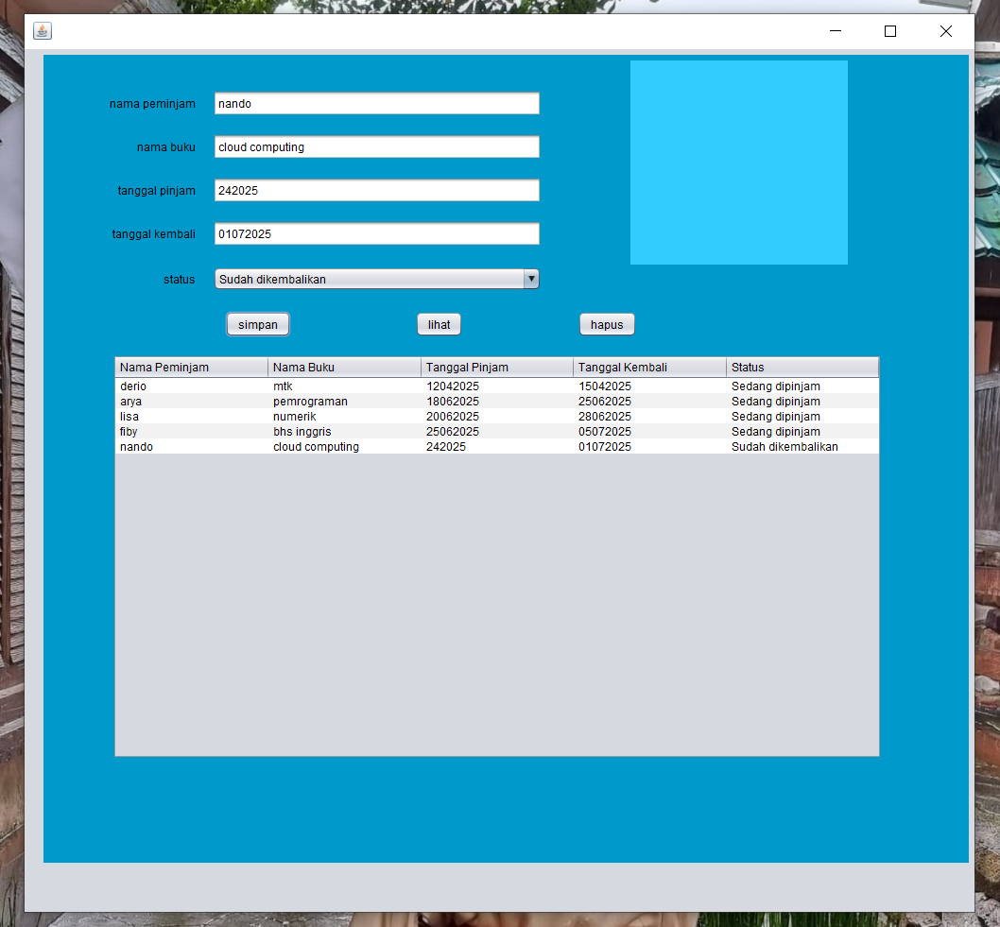 nama peminjam nando
nama buku cloud computing
tanggal pinjam 242025
tanggal kembali 01072025
status Sudah dikembalikan
simpan lihat hapus
Nama Peminjam Nama Buku Tanggal Pinjam Tanggal Kembali Status
derio mtk 12042025 15042025 Sedang dipinjam
arya pemrograman 18062025 25062025 Sedang dipinjam
lisa numerik 20062025 28062025 Sedang dipinjam
fiby bhs inggris 25062025 05072025 Sedang dipinjam
nando cloud computing 242025 01072025 Sudah dikembalikan